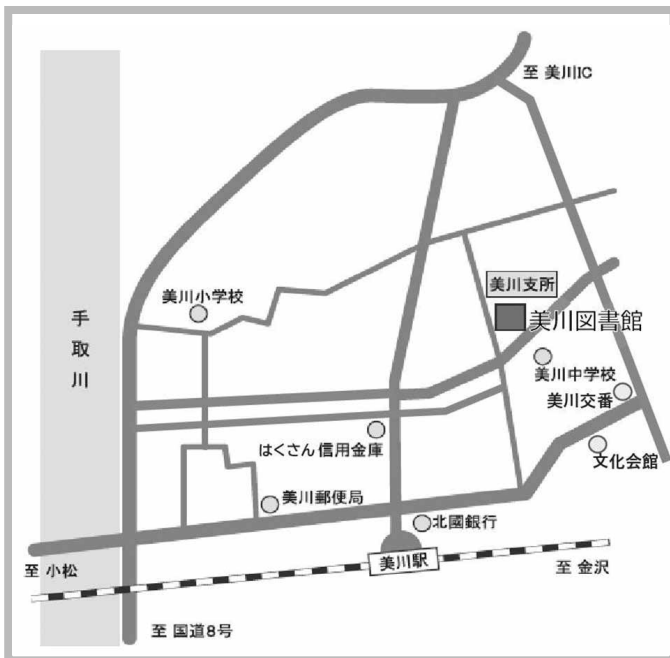 至 美川IC
美川支所
美川小学校
美川図書館
手取川
美川中学校
美川交番
はくさん信用金庫
文化会館
美川郵便局
北國銀行
美川駅
至 小松
至 金沢
至 国道8号